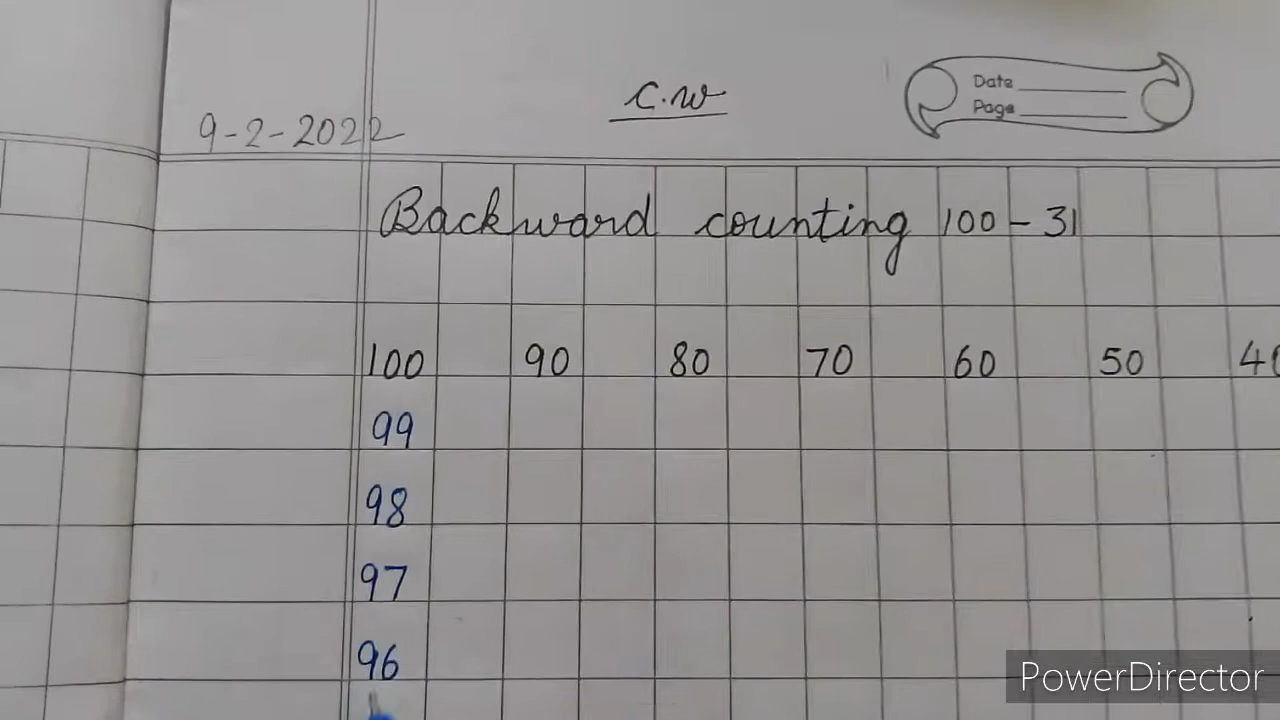 C.W
Date
Page
9-2-2022
Backward counting 100-31
100 90 80 70 60 50 40
99
98
97
96
PowerDirector